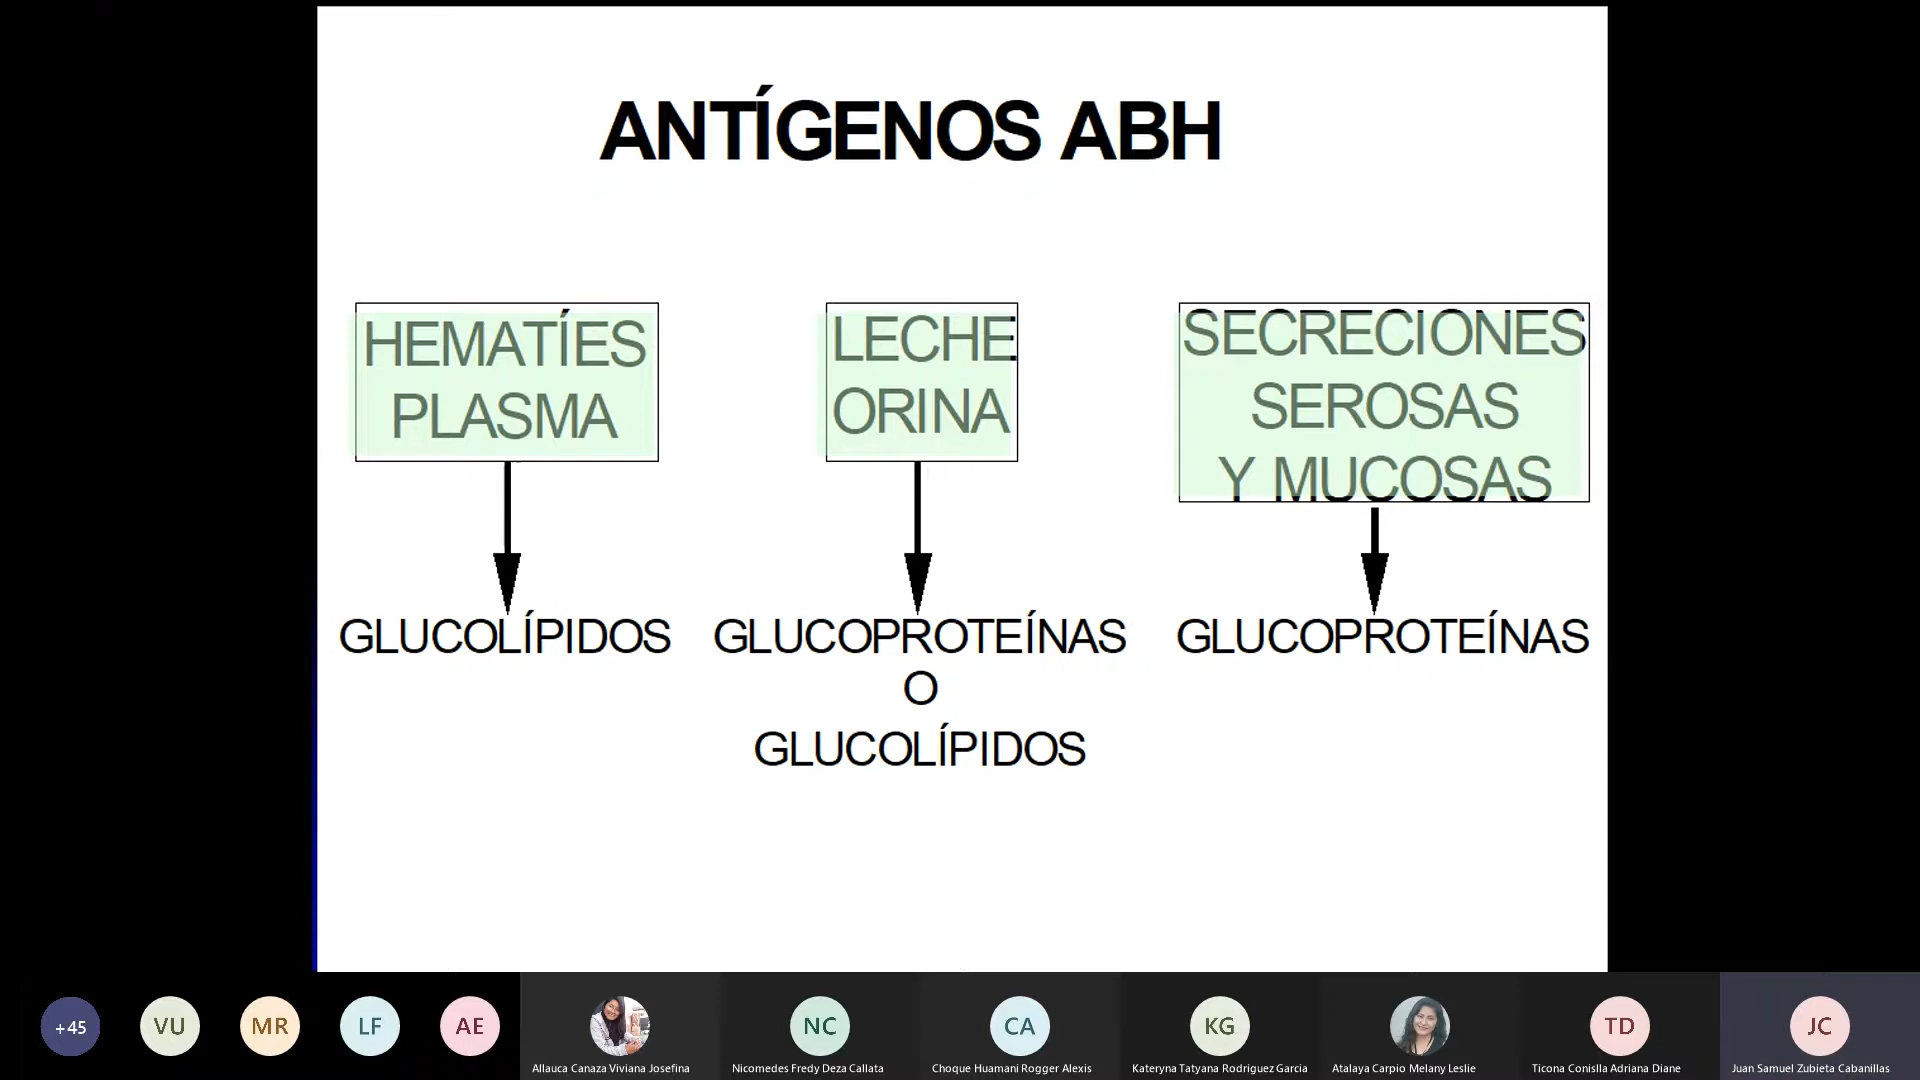 ANTÍGENOS ABH
HEMATÍES
PLASMA
LECHE
ORINA
SECRECIONES
SEROSAS
Y MUCOSAS
GLUCOLÍPIDOS
GLUCOPROTEÍNAS
O
GLUCOLÍPIDOS
GLUCOPROTEÍNAS
+45
VU
MR
LF
AE
NC
CA
KG
TD
JC
Allauca Canaza Viviana Josefina
Nicomedes Fredy Deza Callata
Choque Huamani Rogger Alexis
Kateryna Tatyana Rodriguez Garcia
Atalaya Carpio Melany Leslie
Ticona Conislla Adriana Diane
Juan Samuel Zubieta Cabanillas